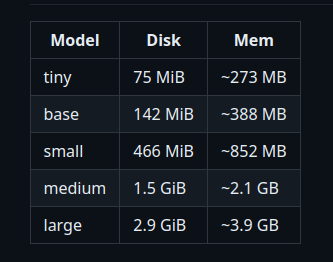 Model Disk Mem
tiny 75 MiB ~273 MB
base 142 MiB ~388 MB
small 466 MiB ~852 MB
medium 1.5 GiB ~2.1 GB
large 2.9 GiB ~3.9 GB